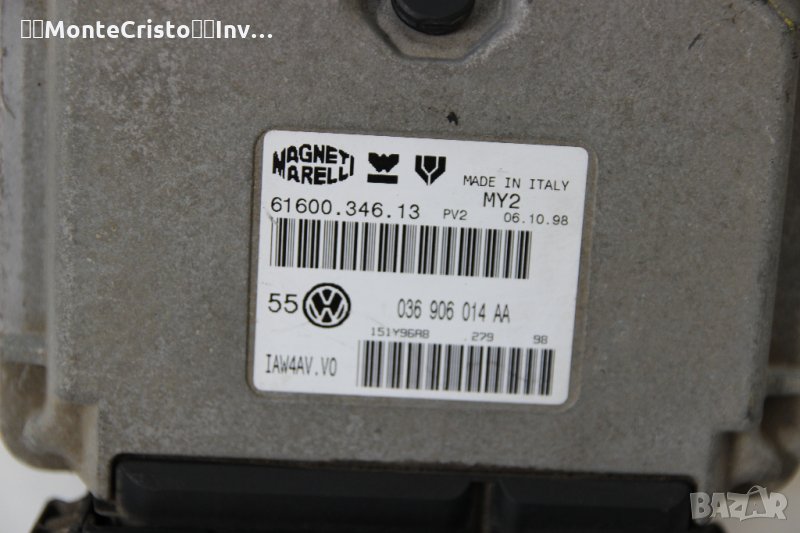 MonteCristo Inv...
MAGNETI
MARELLI
MADE IN ITALY
61600.346.13
PV2
MY2
06.10.98
55
036 906 014 AA
151Y96A8
.279
98
IAW4AV.V0
BAZAR